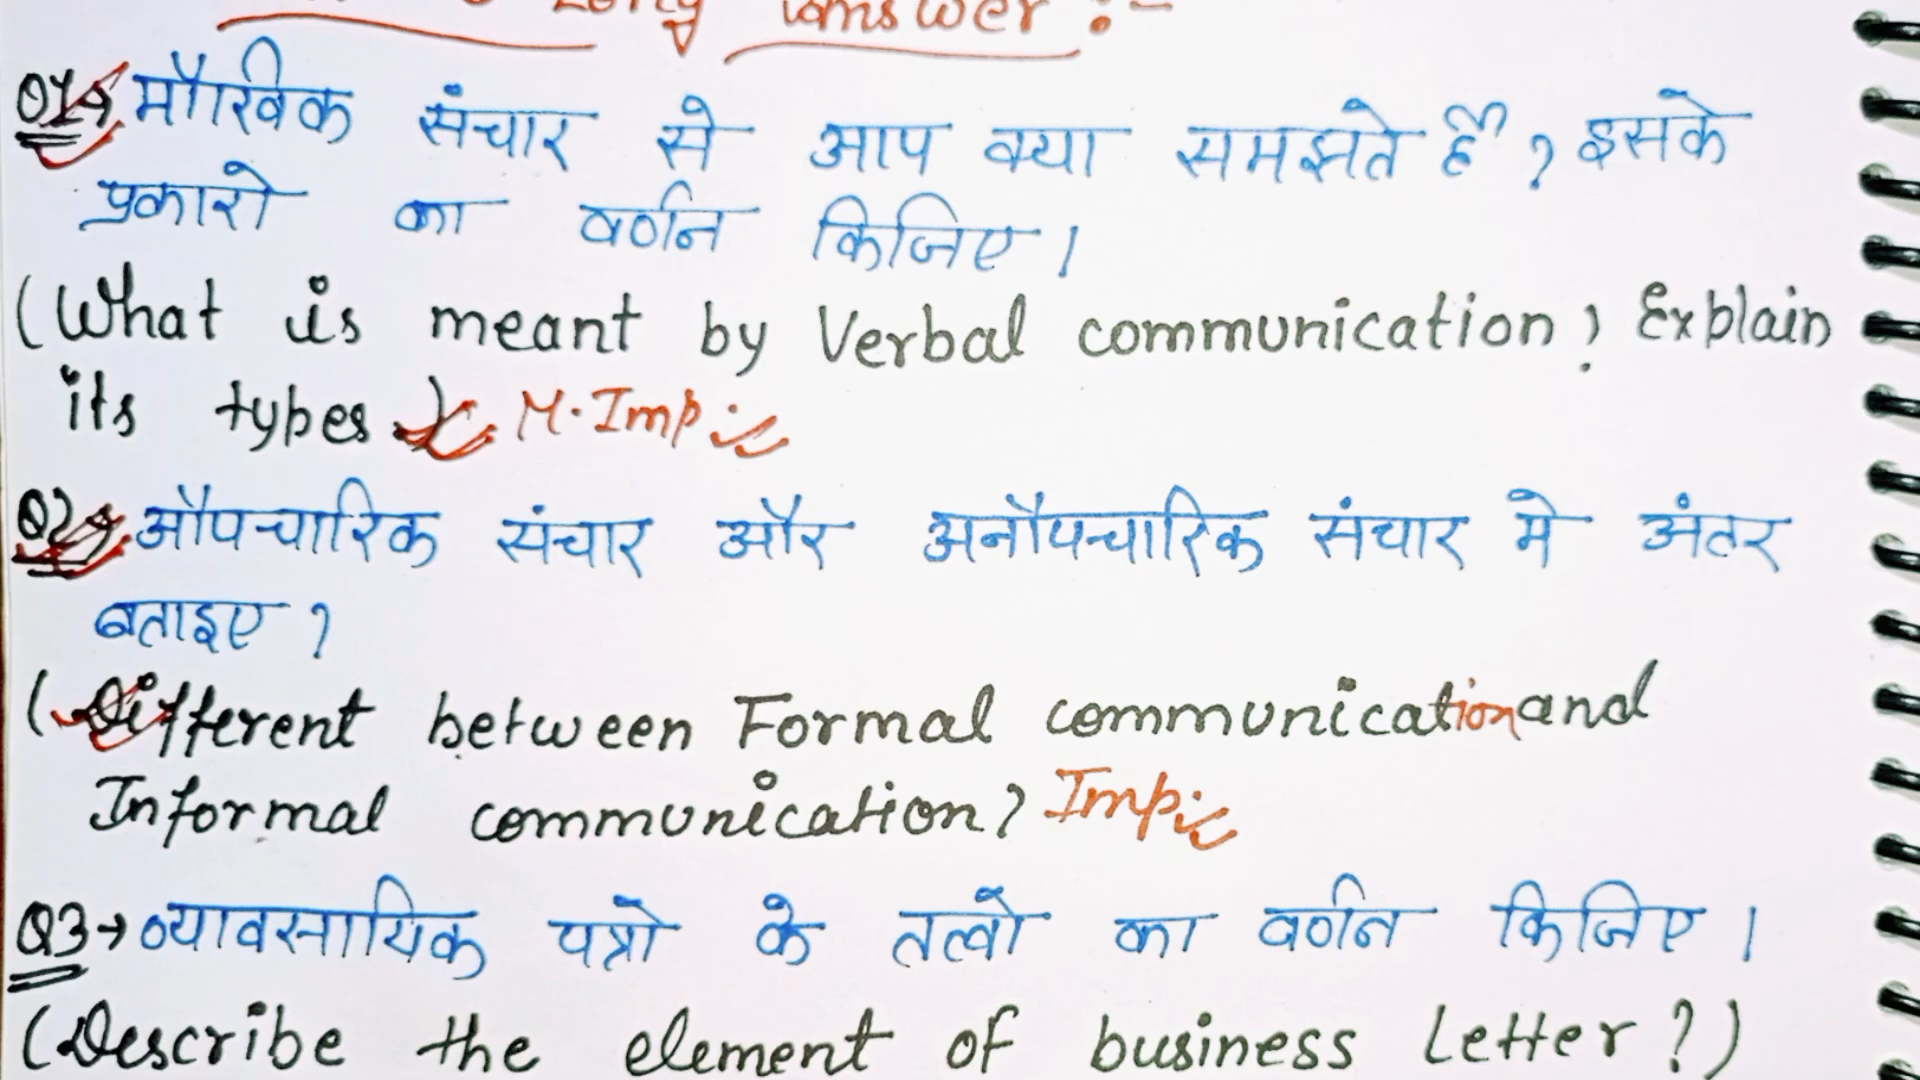 Long answer :-
Q1→ मौखिक संचार से आप क्या समझते हैं? इसके
प्रकारो का वर्णन किजिए।
(What is meant by Verbal communication? Explain
its types) M.Imp
Q2→ औपचारिक संचार और अनौपचारिक संचार मे अंतर
बताइए?
(Different between Formal communication and
Informal communication? Imp
Q3→ व्यावसायिक पत्रो के तत्वो का वर्णन किजिए।
(Describe the element of business Letter?)